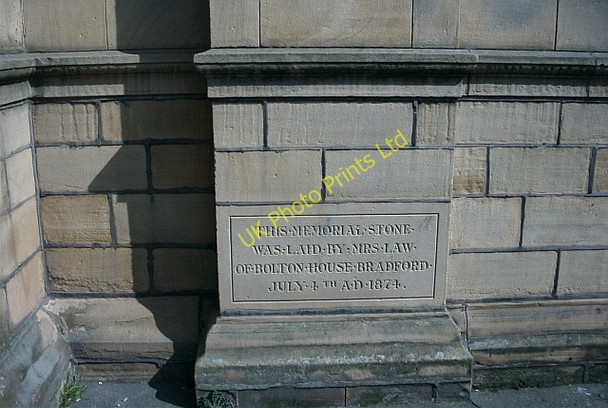 THIS·MEMORIAL·STONE
WAS·LAID·BY·MRS·LAW
OF·BOLTON·HOUSE·BRADFORD·
JULY·4TH A·D·1874.
UK Photo Prints Ltd